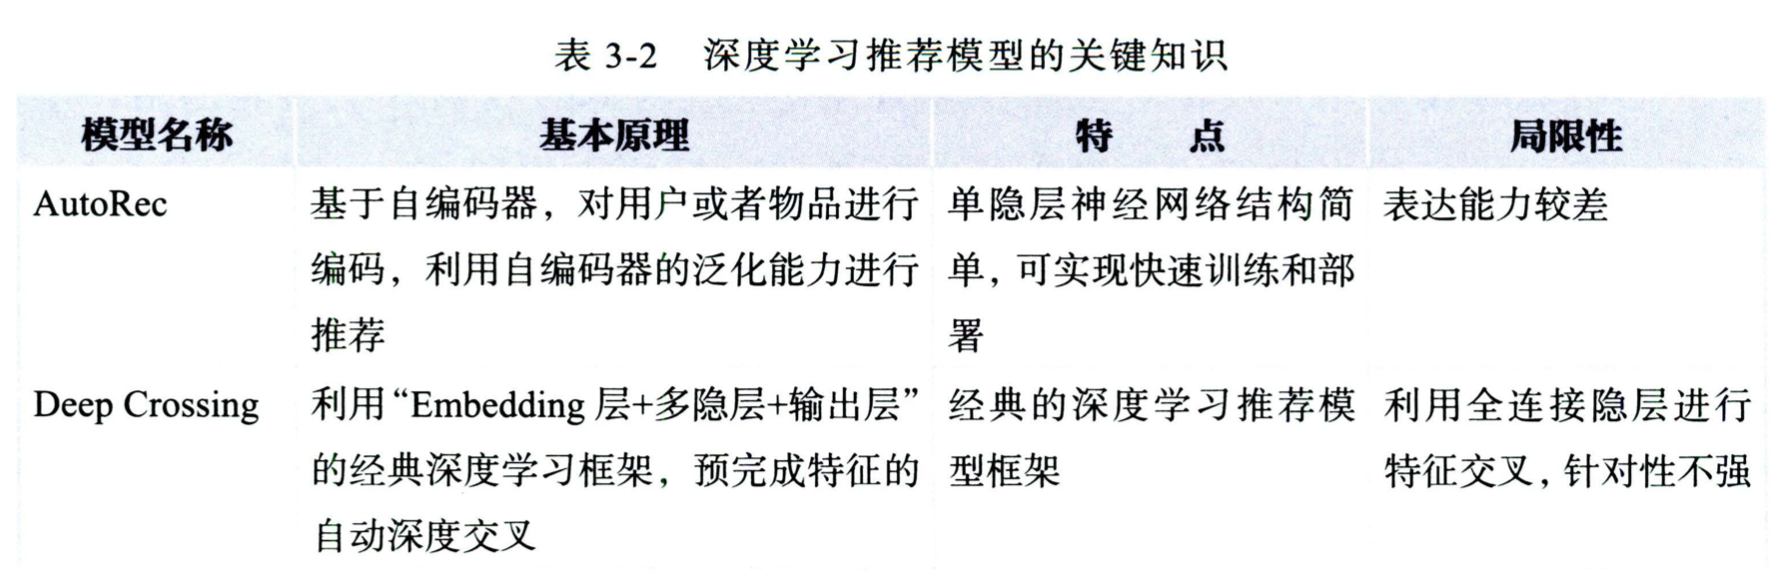 表 3-2 深度学习推荐模型的关键知识
模型名称 基本原理 特 点 局限性
AutoRec 基于自编码器，对用户或者物品进行 单隐层神经网络结构简 表达能力较差
编码，利用自编码器的泛化能力进行 单，可实现快速训练和部
推荐 署
Deep Crossing 利用“Embedding 层+多隐层+输出层” 经典的深度学习推荐模 利用全连接隐层进行
的经典深度学习框架，预完成特征的 型框架 特征交叉，针对性不强
自动深度交叉